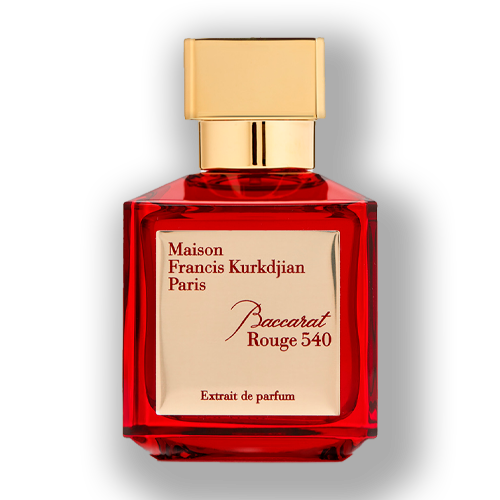 Maison
Francis Kurkdjian
Paris
Baccarat
Rouge 540
Extrait de parfum